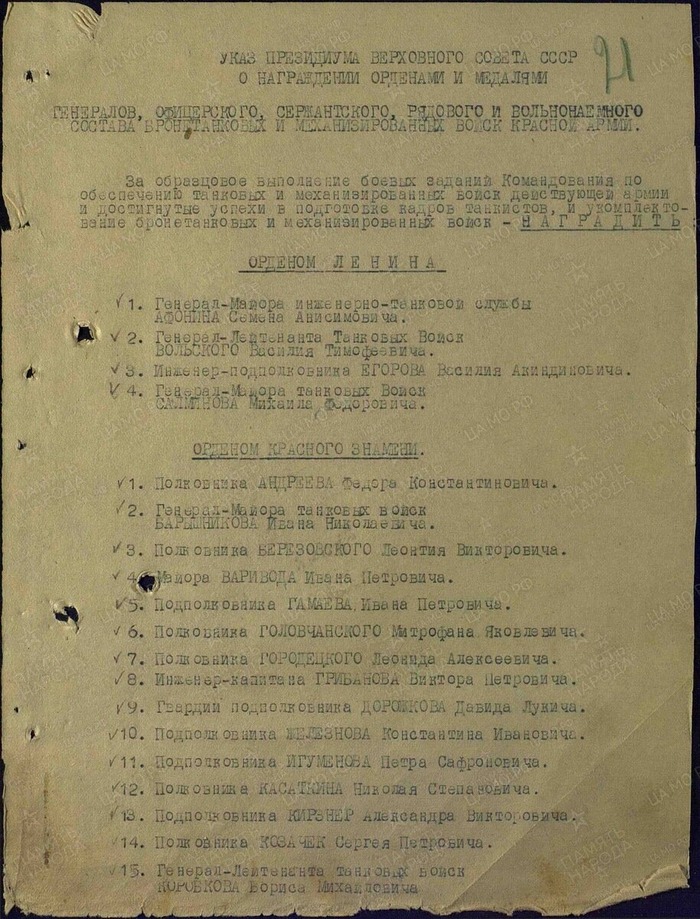 УКАЗ ПРЕЗИДИУМА ВЕРХОВНОГО СОВЕТА СССР
О НАГРАЖДЕНИИ ОРДЕНАМИ И МЕДАЛЯМИ
ГЕНЕРАЛОВ, ОФИЦЕРСКОГО, СЕРЖАНТСКОГО, РЯДОВОГО И ВОЛЬНОНАЕМНОГО
СОСТАВА БРОНЕТАНКОВЫХ И МЕХАНИЗИРОВАННЫХ ВОЙСК КРАСНОЙ АРМИИ.
За образцовое выполнение боевых заданий Командования по
обеспечению танковых и механизированных войск действующей армии
и достигнутые успехи в подготовке кадров танкистов, и укомплекто-
вание бронетанковых и механизированных войск - НАГРАДИТЬ
ОРДЕНОМ ЛЕНИНА
1. Генерал-Майора инженерно-танковой службы
АФОНИНА Семена Анисимовича.
2. Генерал-Лейтенанта Танковых Войск
ВОЛЬСКОГО Василия Тимофеевича.
3. Инженер-подполковника ЕГОРОВА Василия Акиндиновича.
4. Генерал-Майора танковых Войск
САЛМИНОВА Михаила Федоровича.
ОРДЕНОМ КРАСНОГО ЗНАМЕНИ.
1. Полковника АНДРЕЕВА Федора Константиновича.
2. Генерал-Майора танковых войск
БАРЫШНИКОВА Ивана Николаевича.
3. Полковника БЕРЕЗОВСКОГО Леонтия Викторовича.
4 Майора ВАРИВОДА Ивана Петровича.
5. Подполковника ГАМАЕВА Ивана Петровича.
6. Полковника ГОЛОВЧАНСКОГО Митрофана Яковлевича.
7. Полковника ГОРОДЕЦКОГО Леонида Алексеевича.
8. Инженер-капитана ГРИБАНОВА Виктора Петровича.
9. Гвардии подполковника ДОРОЖКОВА Давида Лукича.
10. Подполковника ЖЕЛЕЗНОВА Константина Ивановича.
11. Подполковника ИГУМЕНОВА Петра Сафроновича.
12. Полковника КАСАТКИНА Николая Степановича.
13. Подполковника КИРЗНЕР Александра Викторовича.
14. Полковника КОЗАЧЕК Сергея Петровича.
15. Генерал-Лейтенанта танковых войск
КОРОБКОВА Бориса Михайловича